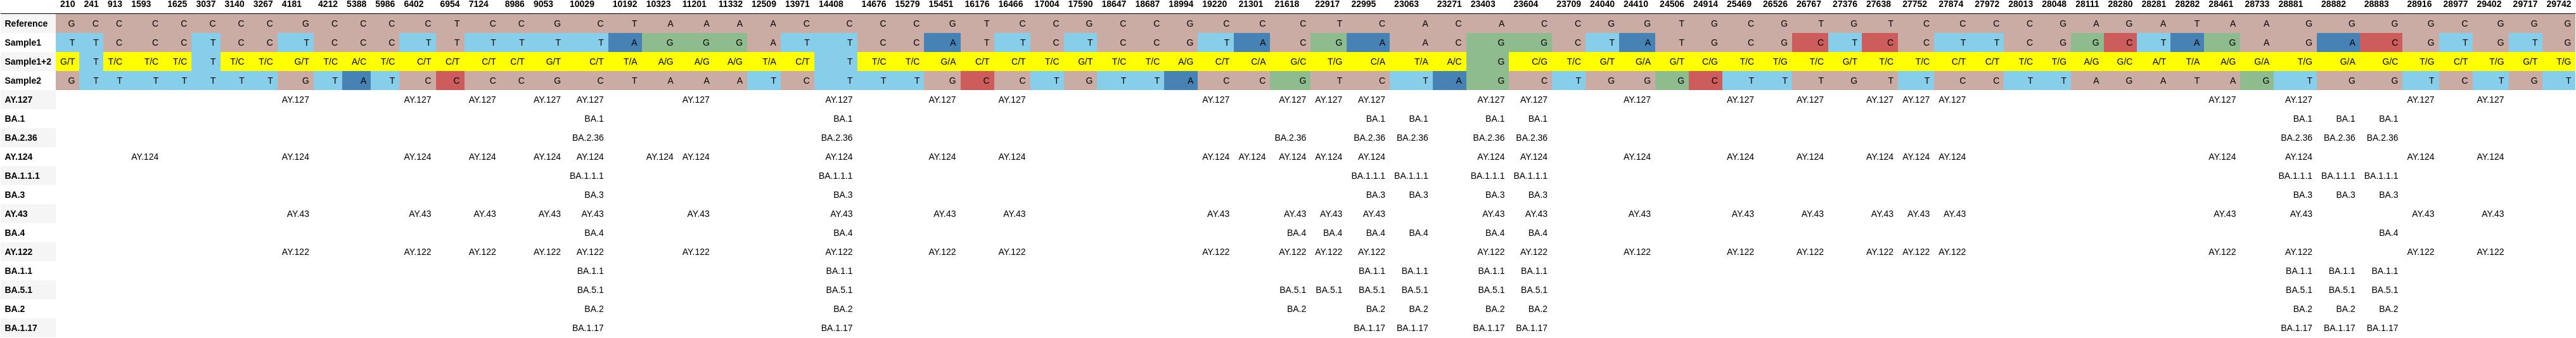 210 241 913 1593 1625 3037 3140 3267 4181 4212 5388 5986 6402 6954 7124 8986 9053 10029 10192 10323 11201 11332 12509 13971 14408 14676 15279 15451 16176 16466 17004 17590 18647 18687 18994 19220 21301 21618 22917 22995 23063 23271 23403 23604 23709 24040 24410 24506 24914 25469 26526 26767 27376 27638 27752 27874 27972 28013 28048 28111 28280 28281 28282 28461 28733 28881 28882 28883 28916 28977 29402 29717 29742
Reference G C C C C C C C G C C C C T C C G C T A A A A C C C C G T C C G C C G C C C T C A C A C C G G T G C G T G T C C C C G A G A T A A G G G G C G G G
Sample1 T T C C C T C C T C C C T T T T T T A G G G A T T C C A T T C T C C G T A C G A A C G G C T A T G C G C T C C T T C G G C T A G A G A C G T G T G
Sample1+2 G/T T T/C T/C T/C T T/C T/C G/T T/C A/C T/C C/T C/T C/T C/T G/T C/T T/A A/G A/G A/G T/A C/T T T/C T/C G/A C/T C/T T/C G/T T/C T/C A/G C/T C/A G/C T/G C/A T/A A/C G C/G T/C G/T G/A G/T C/G T/C T/G T/C G/T T/C T/C C/T C/T T/C T/G A/G G/C A/T T/A A/G G/A T/G G/A G/C T/G C/T T/G G/T T/G
Sample2 G T T T T T T T G T A T C C C C G C T A A A T C T T T G C C T G T T A C C G T C T A G C T G G G C T T T G T T C C T T A G A T A G T G G T C T G T
AY.127 AY.127 AY.127 AY.127 AY.127 AY.127 AY.127 AY.127 AY.127 AY.127 AY.127 AY.127 AY.127 AY.127 AY.127 AY.127 AY.127 AY.127 AY.127 AY.127 AY.127 AY.127 AY.127 AY.127 AY.127 AY.127
BA.1 BA.1 BA.1 BA.1 BA.1 BA.1 BA.1 BA.1 BA.1 BA.1
BA.2.36 BA.2.36 BA.2.36 BA.2.36 BA.2.36 BA.2.36 BA.2.36 BA.2.36 BA.2.36 BA.2.36 BA.2.36
AY.124 AY.124 AY.124 AY.124 AY.124 AY.124 AY.124 AY.124 AY.124 AY.124 AY.124 AY.124 AY.124 AY.124 AY.124 AY.124 AY.124 AY.124 AY.124 AY.124 AY.124 AY.124 AY.124 AY.124 AY.124 AY.124 AY.124 AY.124 AY.124
BA.1.1.1 BA.1.1.1 BA.1.1.1 BA.1.1.1 BA.1.1.1 BA.1.1.1 BA.1.1.1 BA.1.1.1 BA.1.1.1 BA.1.1.1
BA.3 BA.3 BA.3 BA.3 BA.3 BA.3 BA.3 BA.3 BA.3 BA.3
AY.43 AY.43 AY.43 AY.43 AY.43 AY.43 AY.43 AY.43 AY.43 AY.43 AY.43 AY.43 AY.43 AY.43 AY.43 AY.43 AY.43 AY.43 AY.43 AY.43 AY.43 AY.43 AY.43 AY.43 AY.43 AY.43
BA.4 BA.4 BA.4 BA.4 BA.4 BA.4 BA.4 BA.4 BA.4 BA.4
AY.122 AY.122 AY.122 AY.122 AY.122 AY.122 AY.122 AY.122 AY.122 AY.122 AY.122 AY.122 AY.122 AY.122 AY.122 AY.122 AY.122 AY.122 AY.122 AY.122 AY.122 AY.122 AY.122 AY.122 AY.122 AY.122
BA.1.1 BA.1.1 BA.1.1 BA.1.1 BA.1.1 BA.1.1 BA.1.1 BA.1.1 BA.1.1 BA.1.1
BA.5.1 BA.5.1 BA.5.1 BA.5.1 BA.5.1 BA.5.1 BA.5.1 BA.5.1 BA.5.1 BA.5.1 BA.5.1 BA.5.1
BA.2 BA.2 BA.2 BA.2 BA.2 BA.2 BA.2 BA.2 BA.2 BA.2 BA.2
BA.1.17 BA.1.17 BA.1.17 BA.1.17 BA.1.17 BA.1.17 BA.1.17 BA.1.17 BA.1.17 BA.1.17